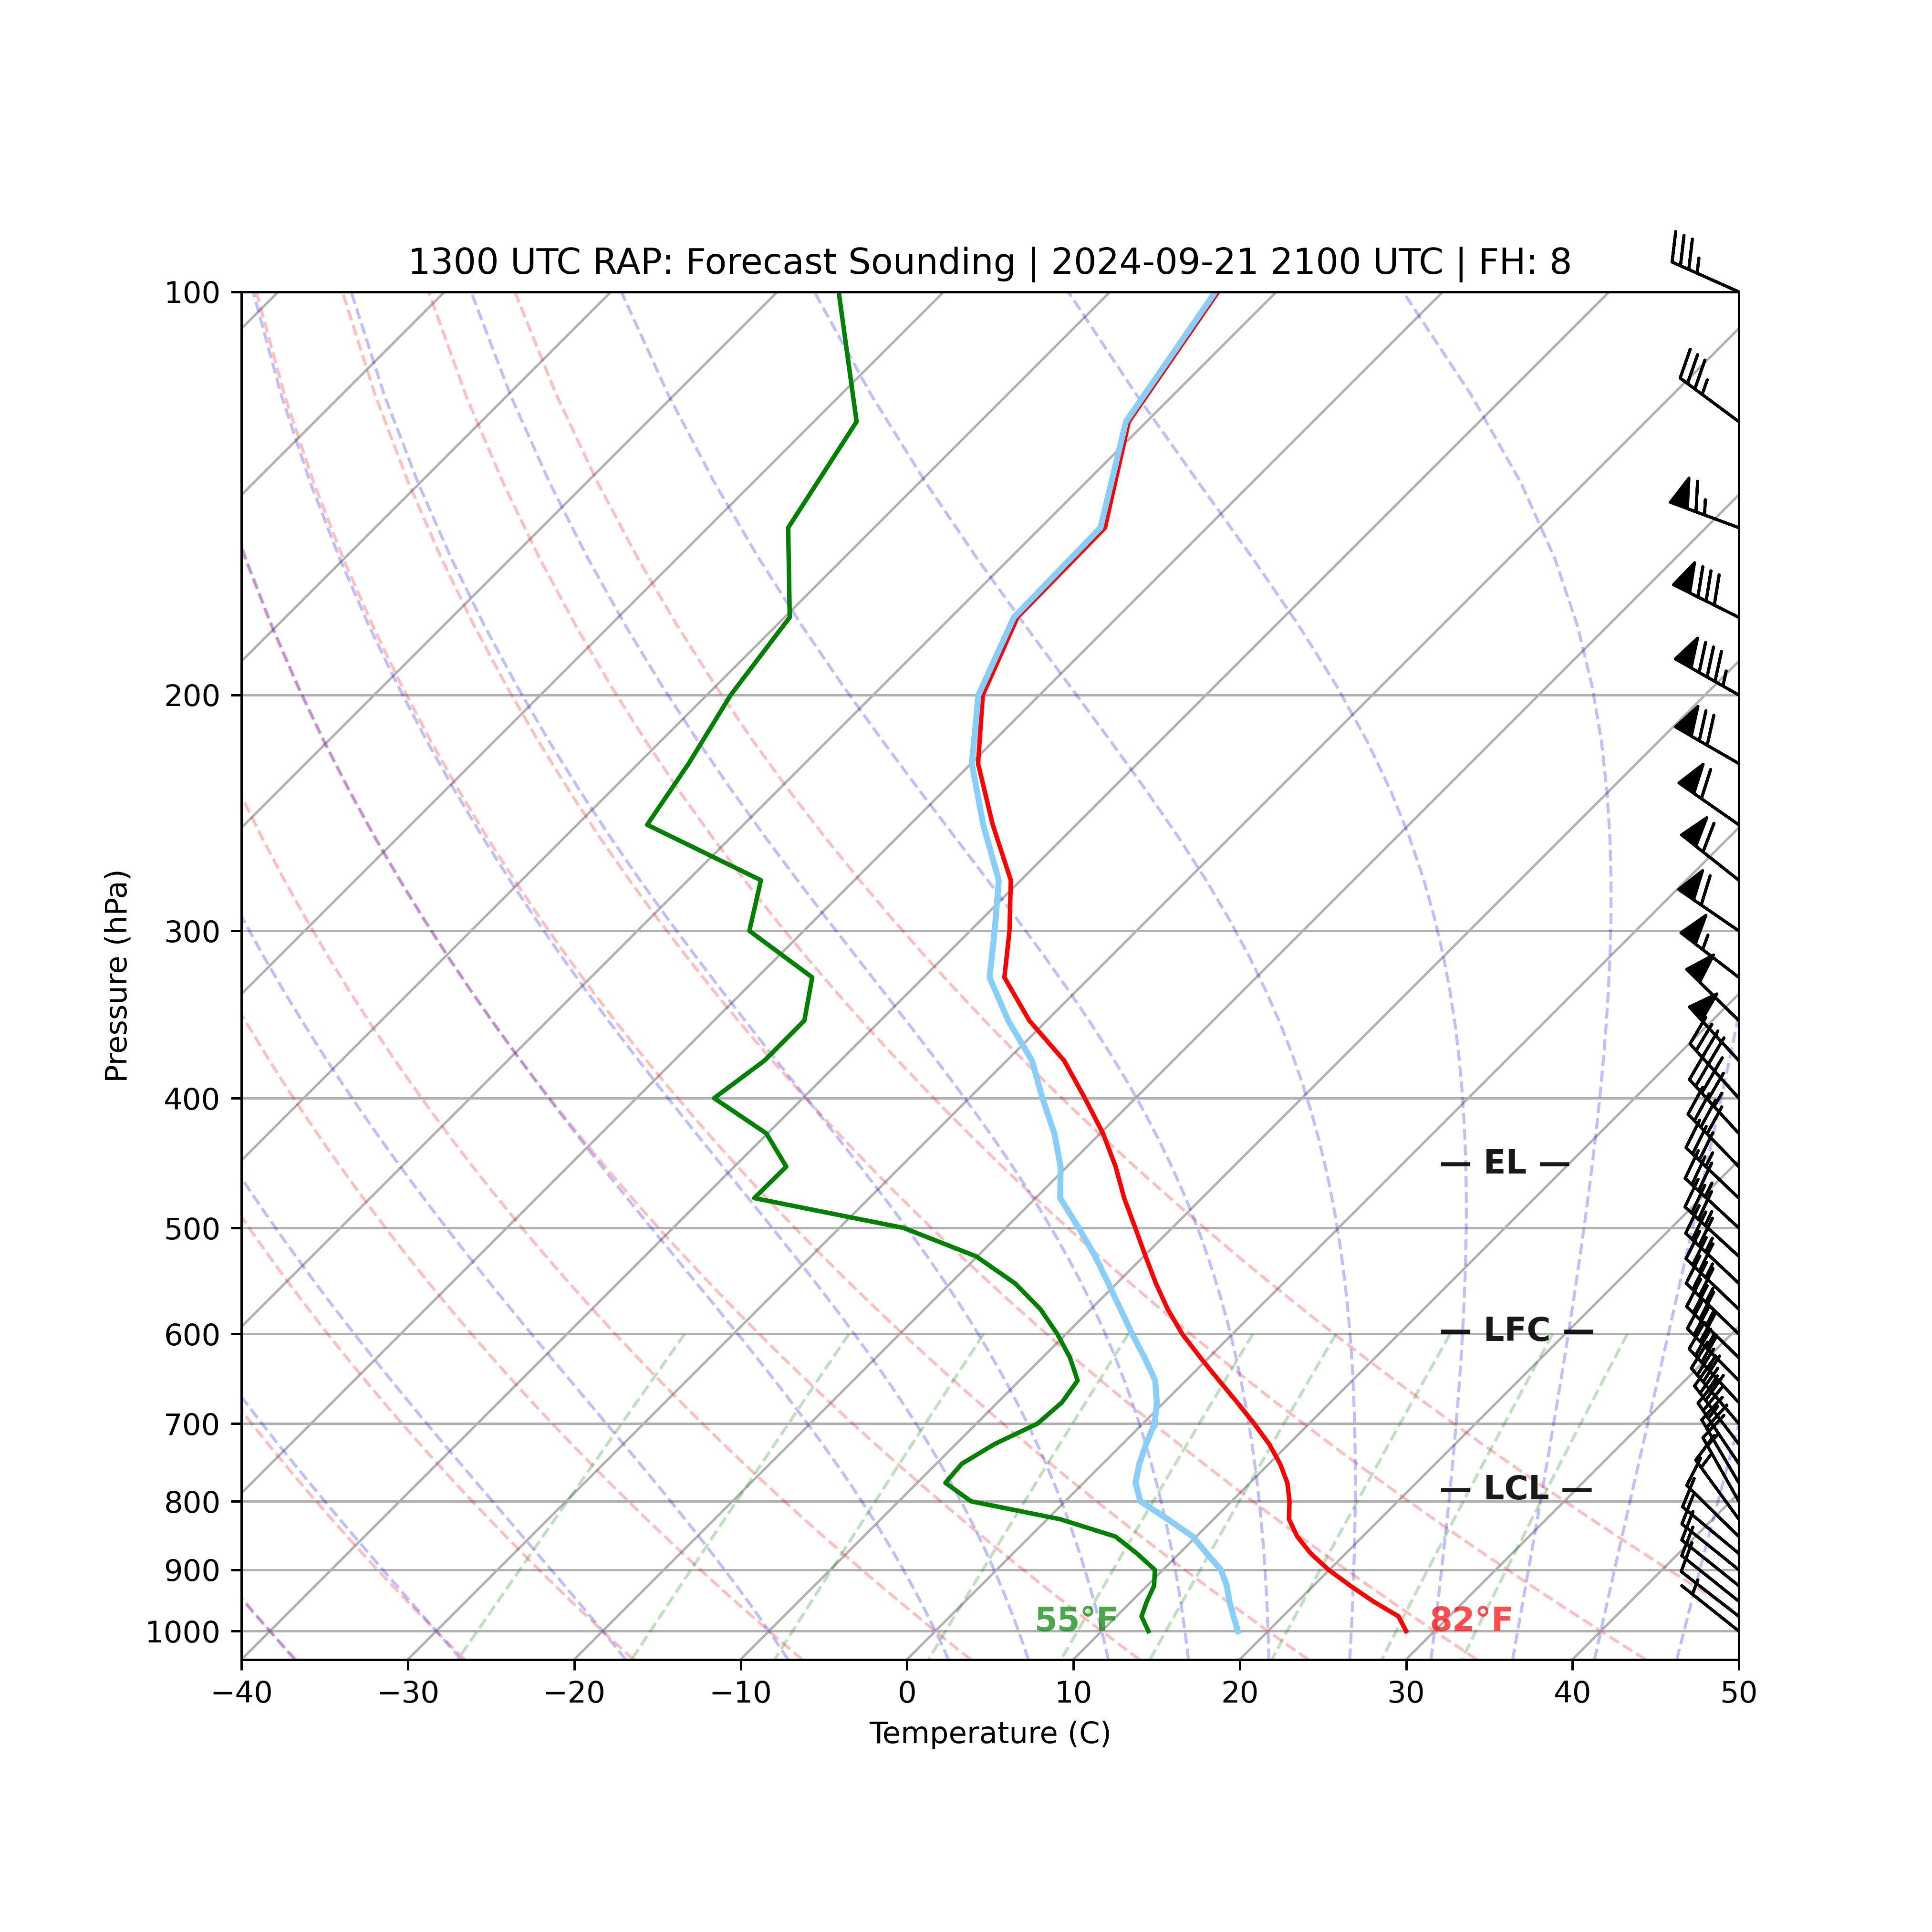 1300 UTC RAP: Forecast Sounding | 2024-09-21 2100 UTC | FH: 8
100
200
300
400
500
600
700
800
900
1000
Pressure (hPa)
— EL —
— LFC —
— LCL —
55°F
82°F
−40
−30
−20
−10
0
10
20
30
40
50
Temperature (C)